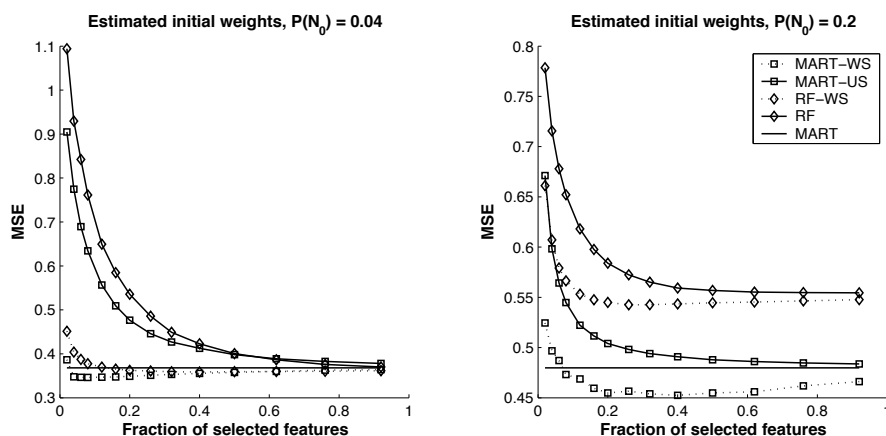 Estimated initial weights, P(N0) = 0.04
1.1
1
0.9
0.8
0.7
0.6
0.5
0.4
0.3
MSE
0 0.2 0.4 0.6 0.8 1
Fraction of selected features
Estimated initial weights, P(N0) = 0.2
0.8
0.75
0.7
0.65
0.6
0.55
0.5
0.45
MSE
0 0.2 0.4 0.6 0.8 1
Fraction of selected features
MART−WS
MART−US
RF−WS
RF
MART